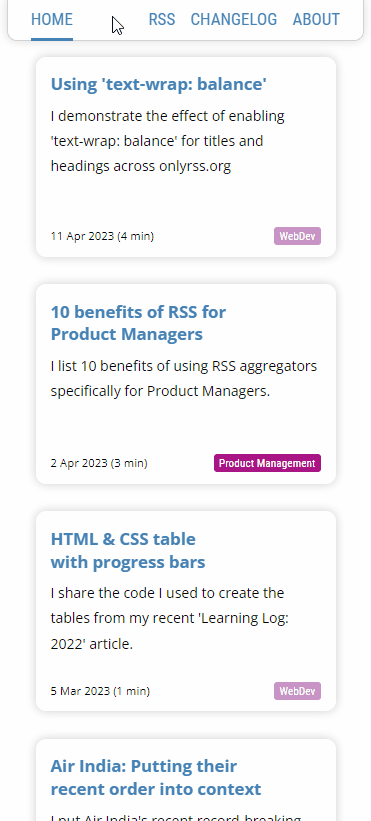 HOME RSS CHANGELOG ABOUT
Using 'text-wrap: balance'
I demonstrate the effect of enabling
'text-wrap: balance' for titles and
headings across onlyrss.org
11 Apr 2023 (4 min) WebDev
10 benefits of RSS for
Product Managers
I list 10 benefits of using RSS aggregators
specifically for Product Managers.
2 Apr 2023 (3 min) Product Management
HTML & CSS table
with progress bars
I share the code I used to create the
tables from my recent 'Learning Log:
2022' article.
5 Mar 2023 (1 min) WebDev
Air India: Putting their
recent order into context
I put Air India's recent record-breaking